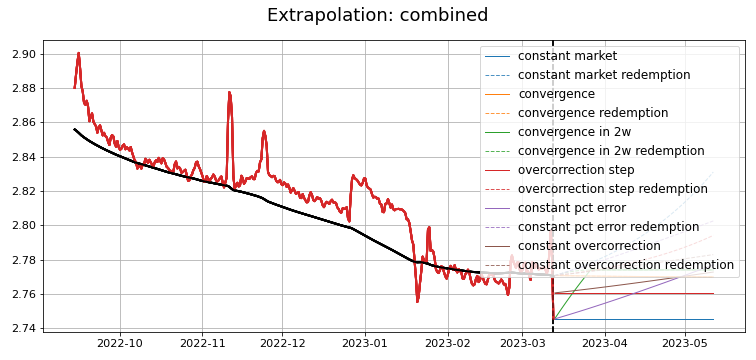 Extrapolation: combined
2.90
2.88
2.86
2.84
2.82
2.80
2.78
2.76
2.74
constant market
constant market redemption
convergence
convergence redemption
convergence in 2w
convergence in 2w redemption
overcorrection step
overcorrection step redemption
constant pct error
constant pct error redemption
constant overcorrection
constant overcorrection redemption
2022-10
2022-11
2022-12
2023-01
2023-02
2023-03
2023-04
2023-05